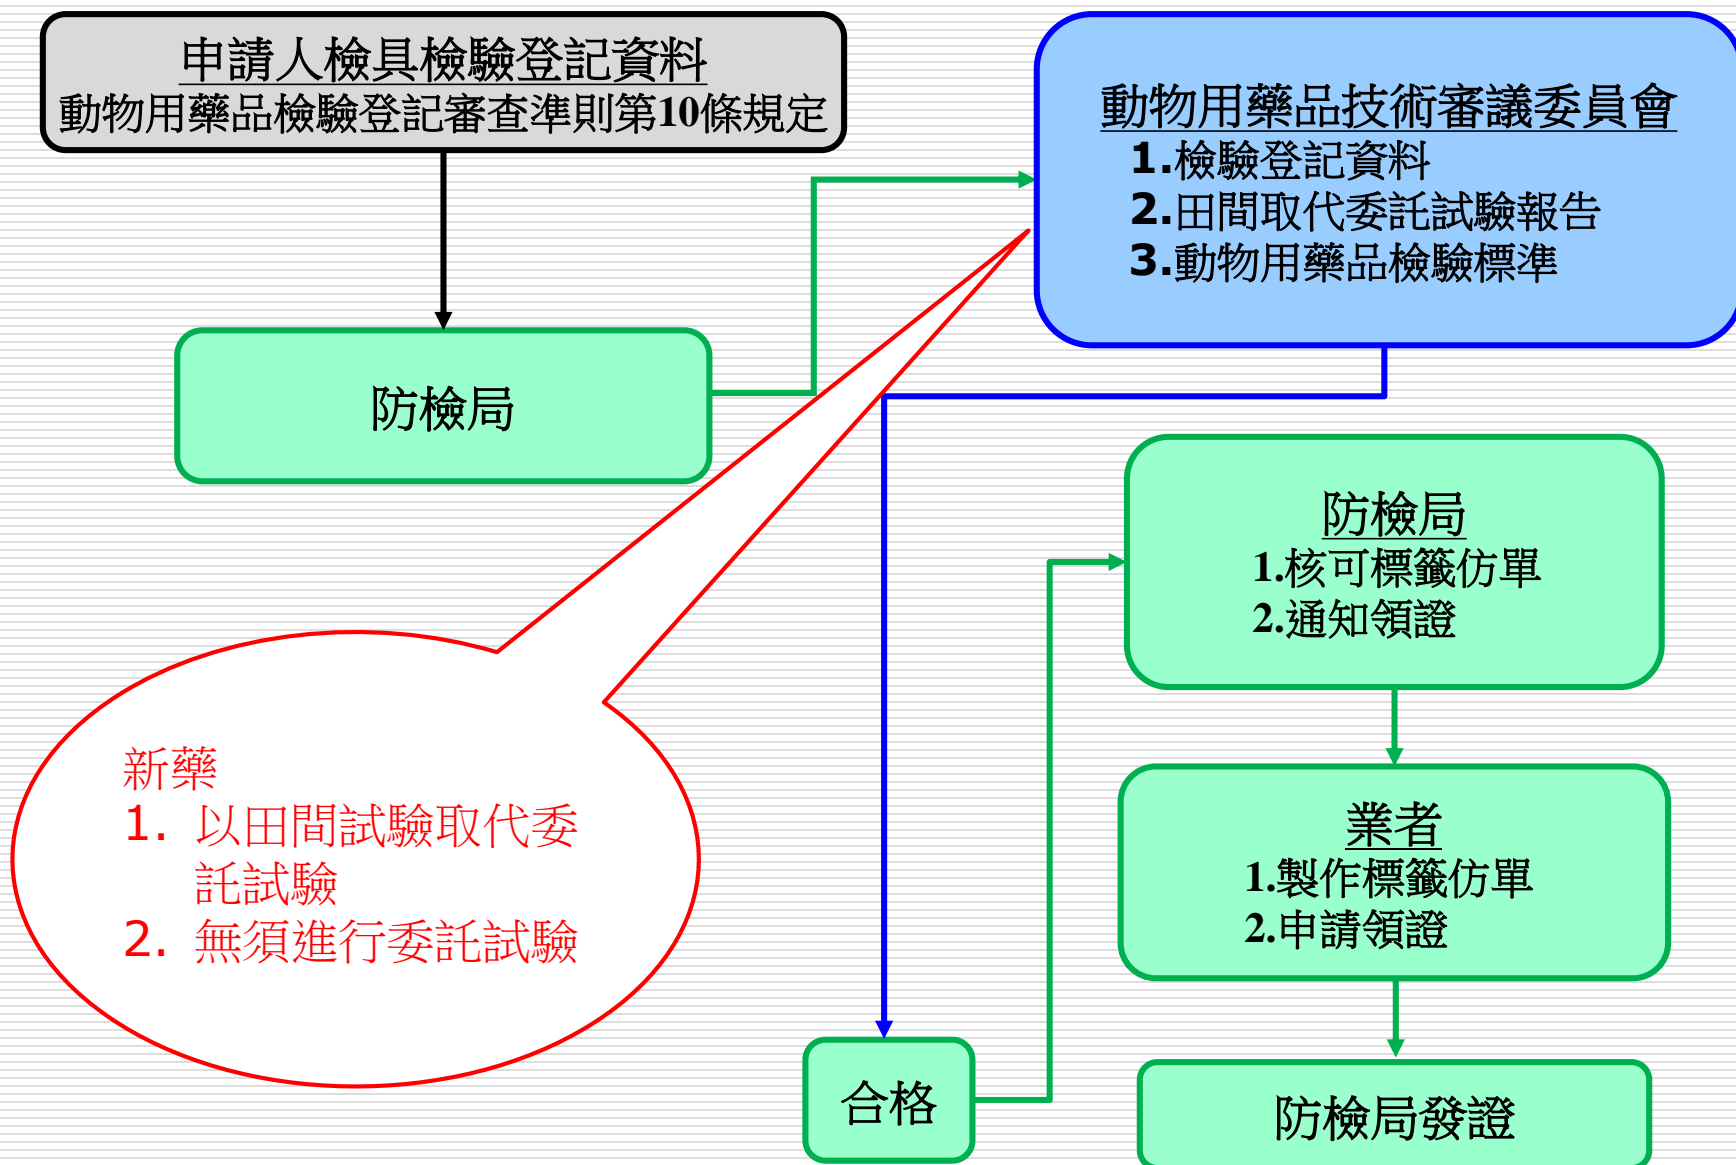 申請人檢具檢驗登記資料
動物用藥品檢驗登記審查準則第10條規定
防檢局
動物用藥品技術審議委員會
1.檢驗登記資料
2.田間取代委託試驗報告
3.動物用藥品檢驗標準
新藥
1. 以田間試驗取代委
託試驗
2. 無須進行委託試驗
合格
防檢局
1.核可標籤仿單
2.通知領證
業者
1.製作標籤仿單
2.申請領證
防檢局發證